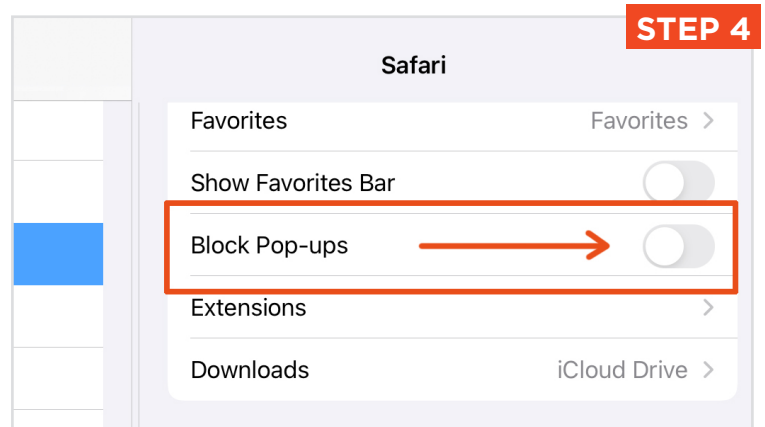 STEP 4
Safari
Favorites Favorites
Show Favorites Bar
Block Pop-ups
Extensions
Downloads iCloud Drive